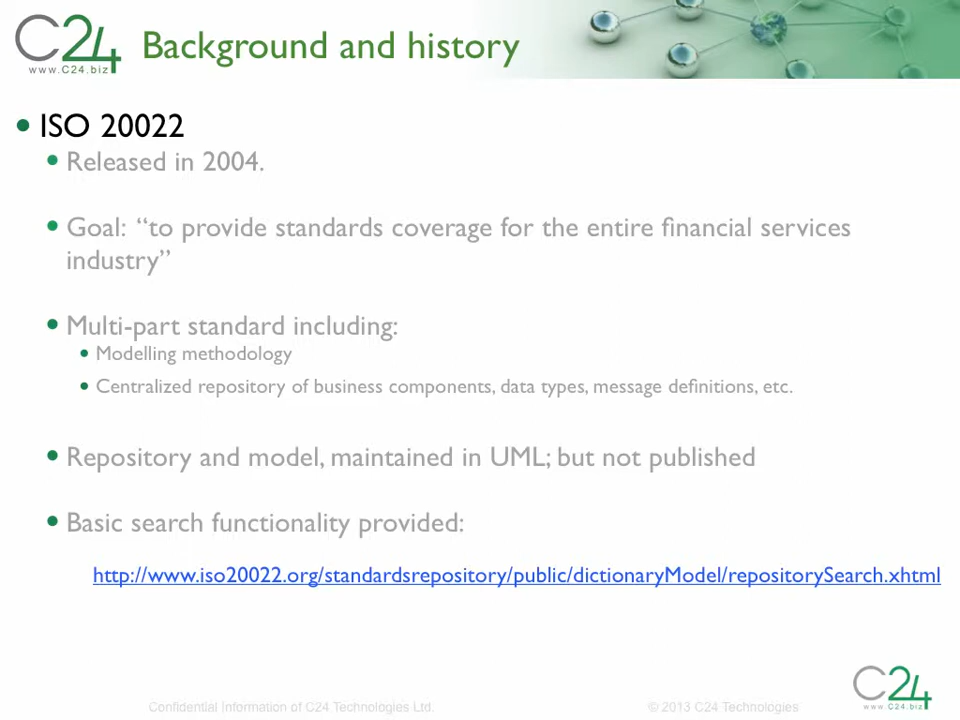 C24
www.C24.biz
Background and history
ISO 20022
Released in 2004.
Goal: “to provide standards coverage for the entire financial services
industry”
Multi-part standard including:
Modelling methodology
Centralized repository of business components, data types, message definitions, etc.
Repository and model, maintained in UML; but not published
Basic search functionality provided:
http://www.iso20022.org/standardsrepository/public/dictionaryModel/repositorySearch.xhtml
Confidential Information of C24 Technologies Ltd.
© 2013 C24 Technologies
C24
www.C24.biz